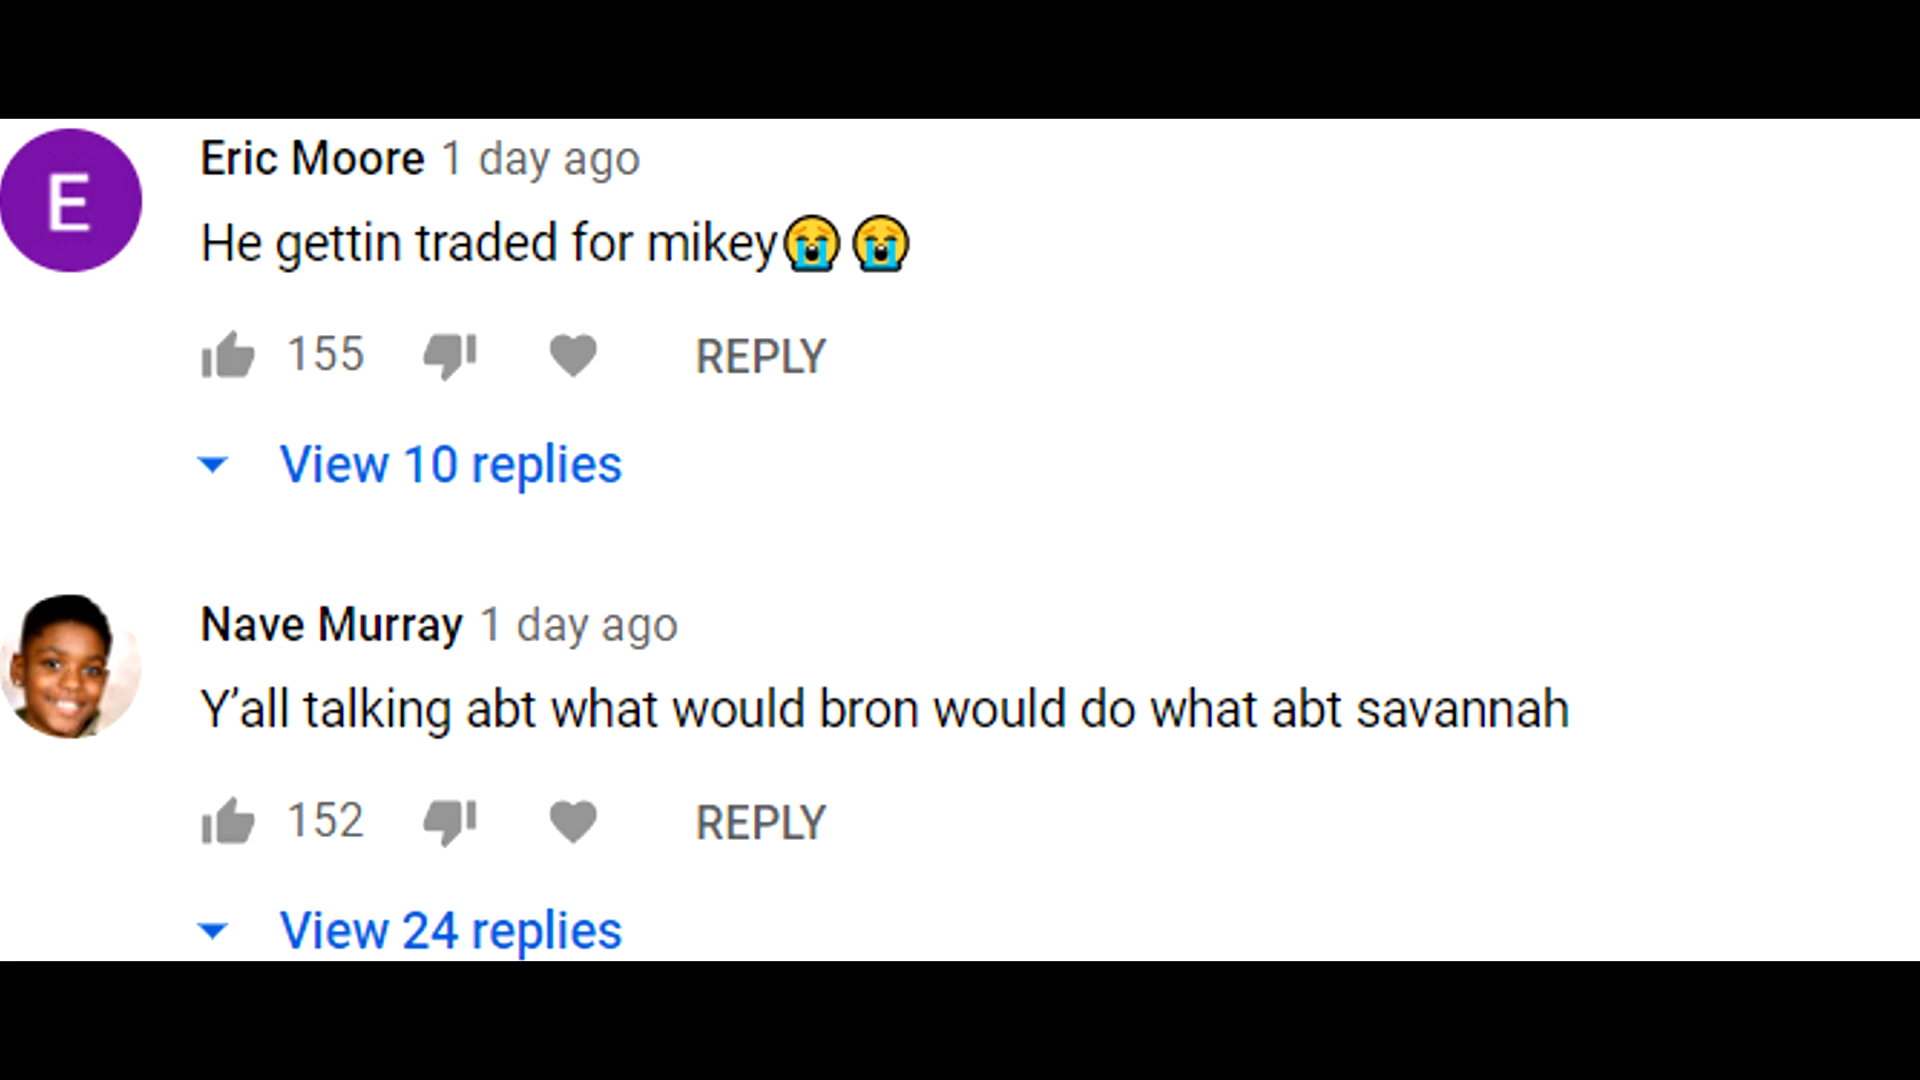 E
Eric Moore 1 day ago
He gettin traded for mikey😭😭
155 REPLY
View 10 replies
Nave Murray 1 day ago
Y’all talking abt what would bron would do what abt savannah
152 REPLY
View 24 replies